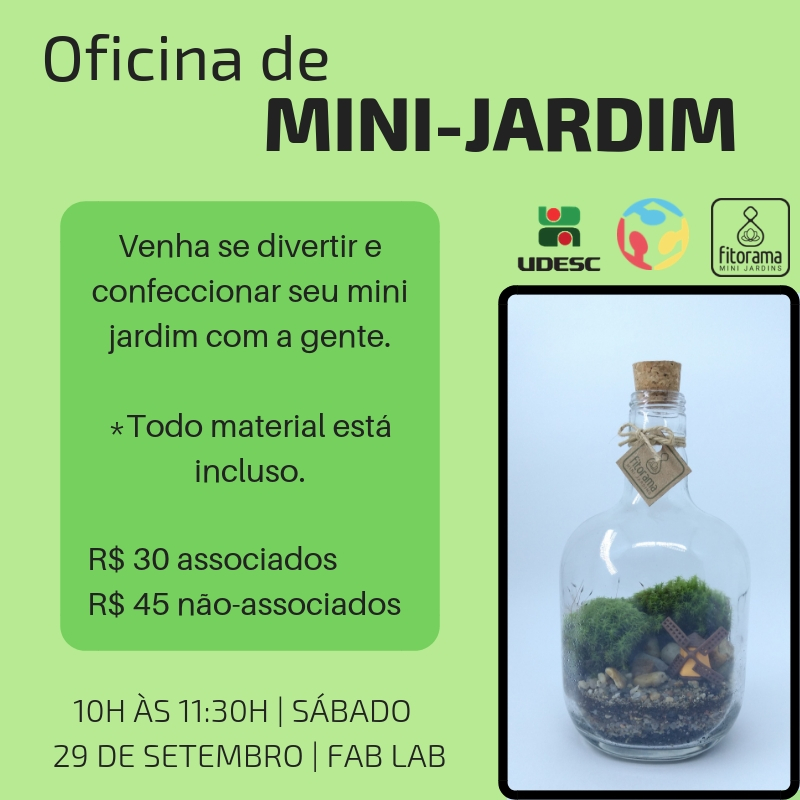 Oficina de
MINI-JARDIM
Venha se divertir e
confeccionar seu mini
jardim com a gente.
*Todo material está
incluso.
R$ 30 associados
R$ 45 não-associados
10H ÀS 11:30H | SÁBADO
29 DE SETEMBRO | FAB LAB
UDESC
fitorama
MINI JARDINS
fitorama